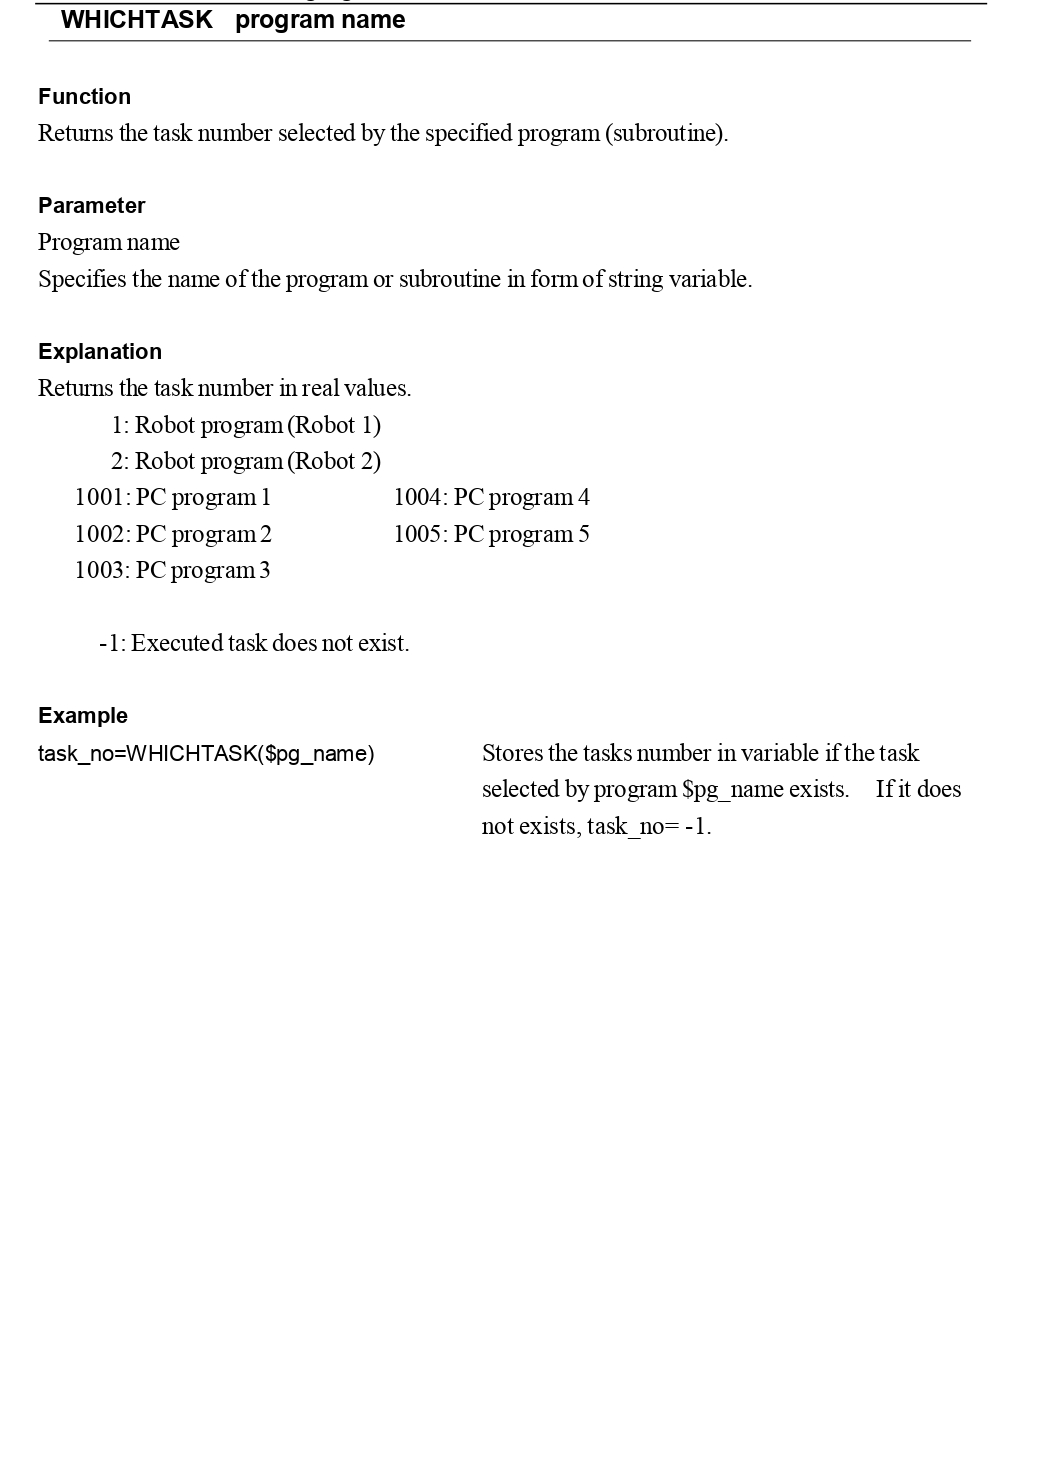 WHICHTASK program name
Function
Returns the task number selected by the specified program (subroutine).
Parameter
Program name
Specifies the name of the program or subroutine in form of string variable.
Explanation
Returns the task number in real values.
1: Robot program (Robot 1)
2: Robot program (Robot 2)
1001: PC program 1 1004: PC program 4
1002: PC program 2 1005: PC program 5
1003: PC program 3
-1: Executed task does not exist.
Example
task_no=WHICHTASK($pg_name) Stores the tasks number in variable if the task
selected by program $pg_name exists. If it does
not exists, task_no= -1.